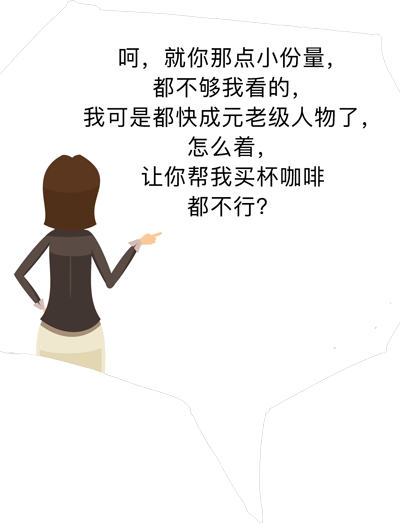 呵，就你那点小份量，
都不够我看的，
我可是都快成元老级人物了，
怎么着，
让你帮我买杯咖啡
都不行？